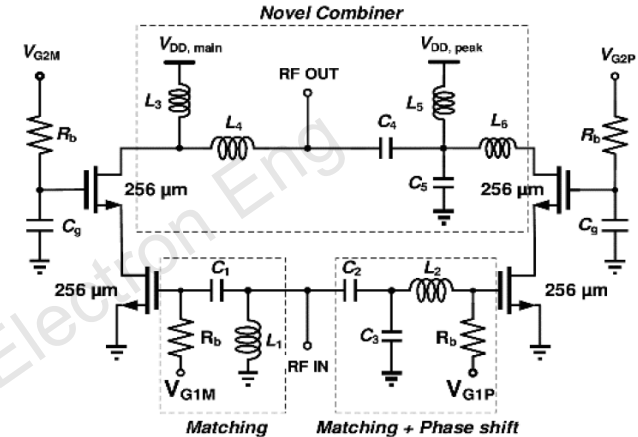 Novel Combiner
VG2M
VDD, main
RF OUT
VDD, peak
VG2P
Rb
L3
L4
C4
L5
L6
Rb
256 µm
C5
256 µm
Cg
Cg
256 µm
C1
L1
C2
L2
256 µm
Rb
RF IN
C3
Rb
VG1M
VG1P
Matching
Matching + Phase shift
Electron Eng